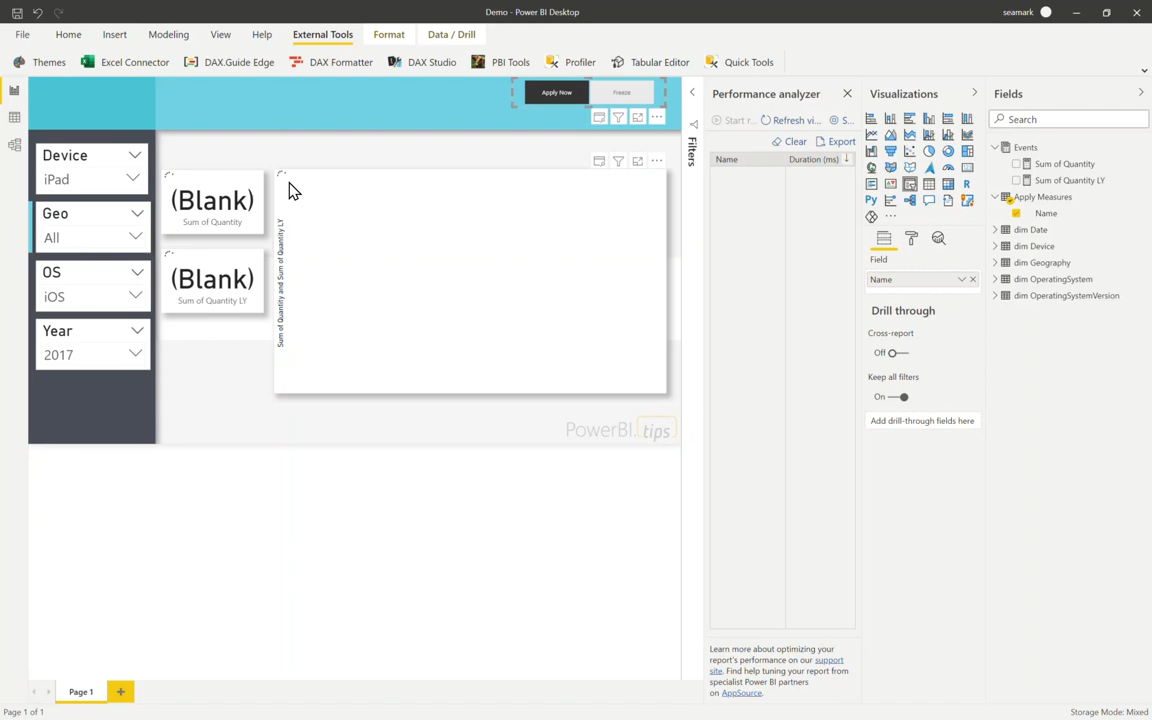 Demo - Power BI Desktop
seamark
File
Home
Insert
Modeling
View
Help
External Tools
Format
Data / Drill
Themes
Excel Connector
DAX.Guide Edge
DAX Formatter
DAX Studio
PBI Tools
Profiler
Tabular Editor
Quick Tools
Apply Now
Freeze
Device
iPad
Geo
All
OS
iOS
Year
2017
(Blank)
Sum of Quantity
(Blank)
Sum of Quantity LY
Sum of Quantity and Sum of Quantity LY
PowerBI.tips
Filters
Performance analyzer
Start r...
Refresh vi...
S...
Clear
Export
Name
Duration (ms)
Learn more about optimizing your
report's performance on our support
site. Find help tuning your report from
specialist Power BI partners
on AppSource.
Visualizations
R
Py
Field
Name
Drill through
Cross-report
Off
Keep all filters
On
Add drill-through fields here
Fields
Search
Events
Sum of Quantity
Sum of Quantity LY
Apply Measures
Name
dim Date
dim Device
dim Geography
dim OperatingSystem
dim OperatingSystemVersion
Page 1
Page 1 of 1
Storage Mode: Mixed